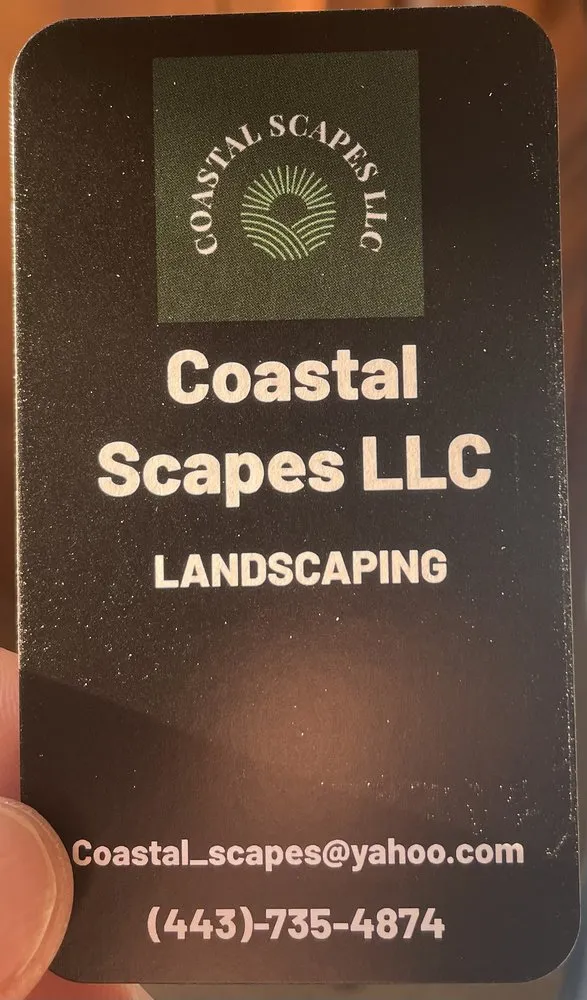 COASTAL SCAPES LLC
Coastal
Scapes LLC
LANDSCAPING
Coastal_scapes@yahoo.com
(443)-735-4874